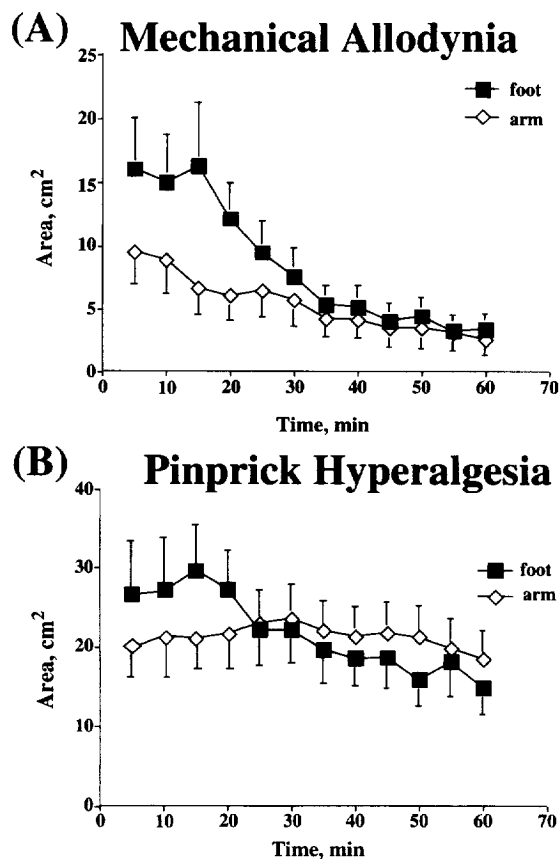 (A) Mechanical Allodynia
25
20
15
10
5
0
Area, cm2
foot
arm
0 10 20 30 40 50 60 70
Time, min
(B) Pinprick Hyperalgesia
40
30
20
10
0
Area, cm2
foot
arm
0 10 20 30 40 50 60 70
Time, min